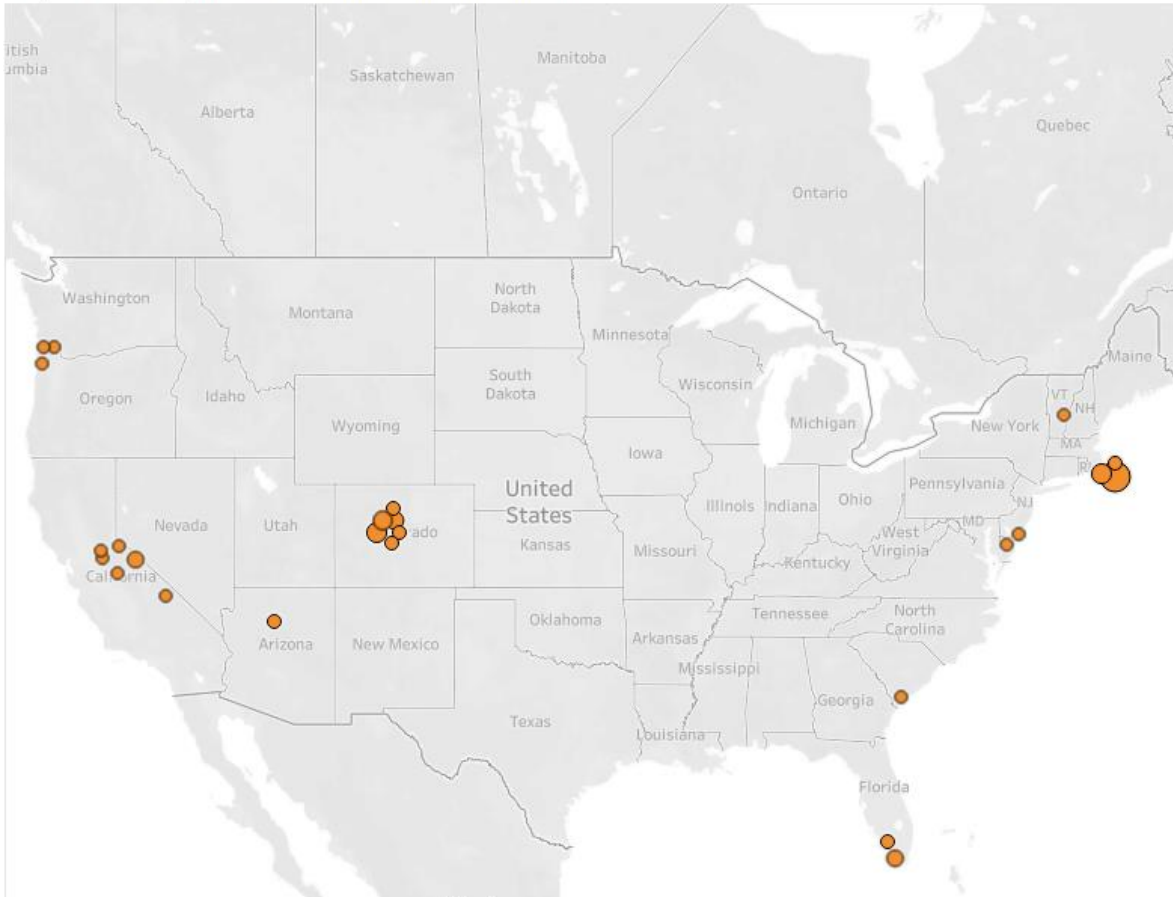 itish
umbia
Alberta
Saskatchewan
Manitoba
Ontario
Quebec
Washington
Montana
North
Dakota
Minnesota
Maine
South
Dakota
Wisconsin
Oregon
Idaho
Wyoming
Michigan
VT
NH
New York
MA
RI
Iowa
Pennsylvania
NJ
United
States
Nevada
Utah
ado
Kansas
Illinois
Indiana
Ohio
MD
West
Virginia
Missouri
Kentucky
California
Arizona
New Mexico
Oklahoma
Arkansas
Tennessee
North
Carolina
Mississippi
Texas
Louisiana
Georgia
Florida